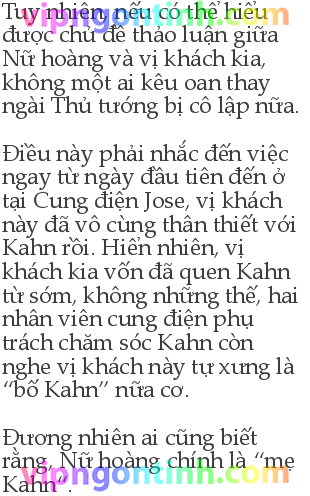 Tuy nhiên, nếu có thể hiểu
được chủ đề thảo luận giữa
Nữ hoàng và vị khách kia,
không một ai kêu oan thay
ngài Thủ tướng bị cô lập nữa.

Điều này phải nhắc đến việc
ngay từ ngày đầu tiên đến ở
tại Cung điện Jose, vị khách
này đã vô cùng thân thiết với
Kahn rồi. Hiển nhiên, vị
khách kia vốn đã quen Kahn
từ sớm, không những thế, hai
nhân viên cung điện phụ
trách chăm sóc Kahn còn
nghe vị khách này tự xưng là
“bố Kahn” nữa cơ.

Đương nhiên ai cũng biết
rằng, Nữ hoàng chính là “mẹ
Kahn”.
vipngontinh.com
vipngontinh.com